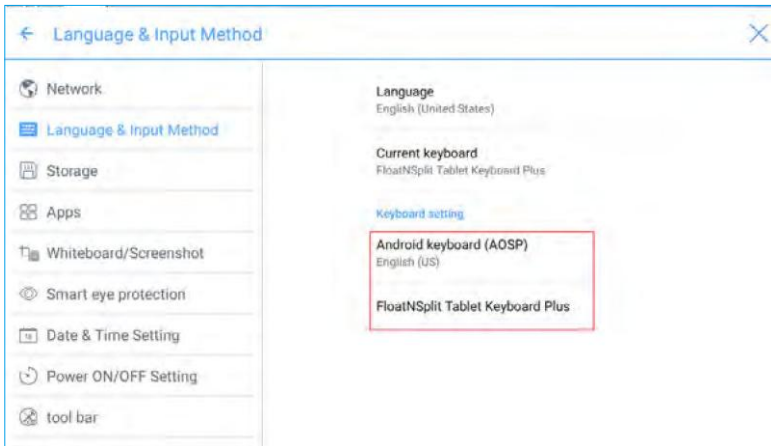 Language & Input Method
Network
Language & Input Method
Storage
Apps
Whiteboard/Screenshot
Smart eye protection
Date & Time Setting
Power ON/OFF Setting
tool bar
Language
English (United States)
Current keyboard
FloatNSplit Tablet Keyboard Plus
Keyboard setting
Android keyboard (AOSP)
English (US)
FloatNSplit Tablet Keyboard Plus